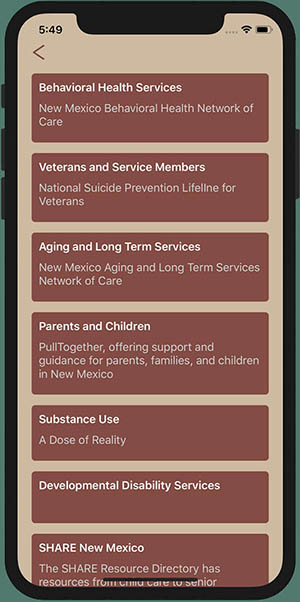 5:49
Behavioral Health Services
New Mexico Behavioral Health Network of
Care
Veterans and Service Members
National Suicide Prevention LifelIne for
Veterans
Aging and Long Term Services
New Mexico Aging and Long Term Services
Network of Care
Parents and Children
PullTogether, offering support and
guidance for parents, families, and children
in New Mexico
Substance Use
A Dose of Reality
Developmental Disability Services
SHARE New Mexico
The SHARE Resource Directory has
resources from child care to senior